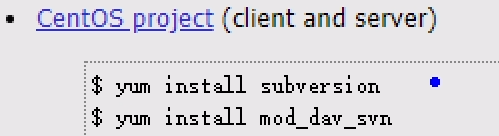 • CentOS project (client and server)
$ yum install subversion
$ yum install mod_dav_svn